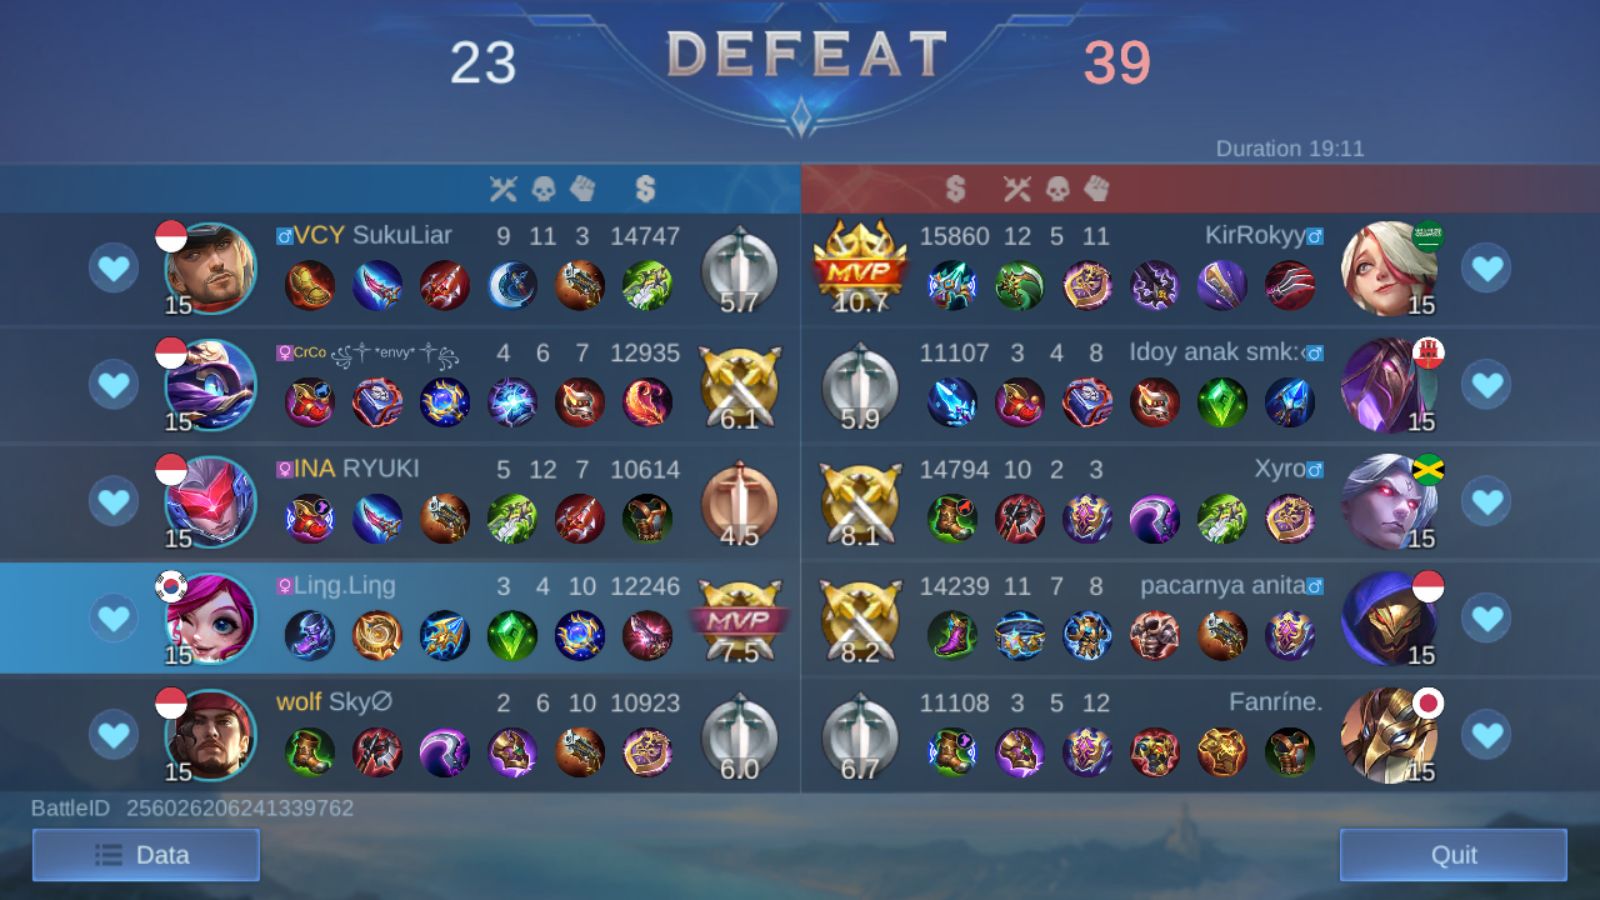 23 DEFEAT 39
Duration 19:11
VCY SukuLiar 9 11 3 14747
15 5.7
MVP 15860 12 5 11 KirRokyy
10.7 15
CrCo *envy* 4 6 7 12935
15 6.1
11107 3 4 8 Idoy anak smk:
5.9 15
INA RYUKI 5 12 7 10614
15 4.5
14794 10 2 3 Xyro
8.1 15
Liŋg.Liŋg 3 4 10 12246
15 MVP 7.5
14239 11 7 8 pacarnya anita
8.2 15
wolf SkyØ 2 6 10 10923
15 6.0
11108 3 5 12 Fanríne.
6.7 15
BattleID 256026206241339762
Data
Quit